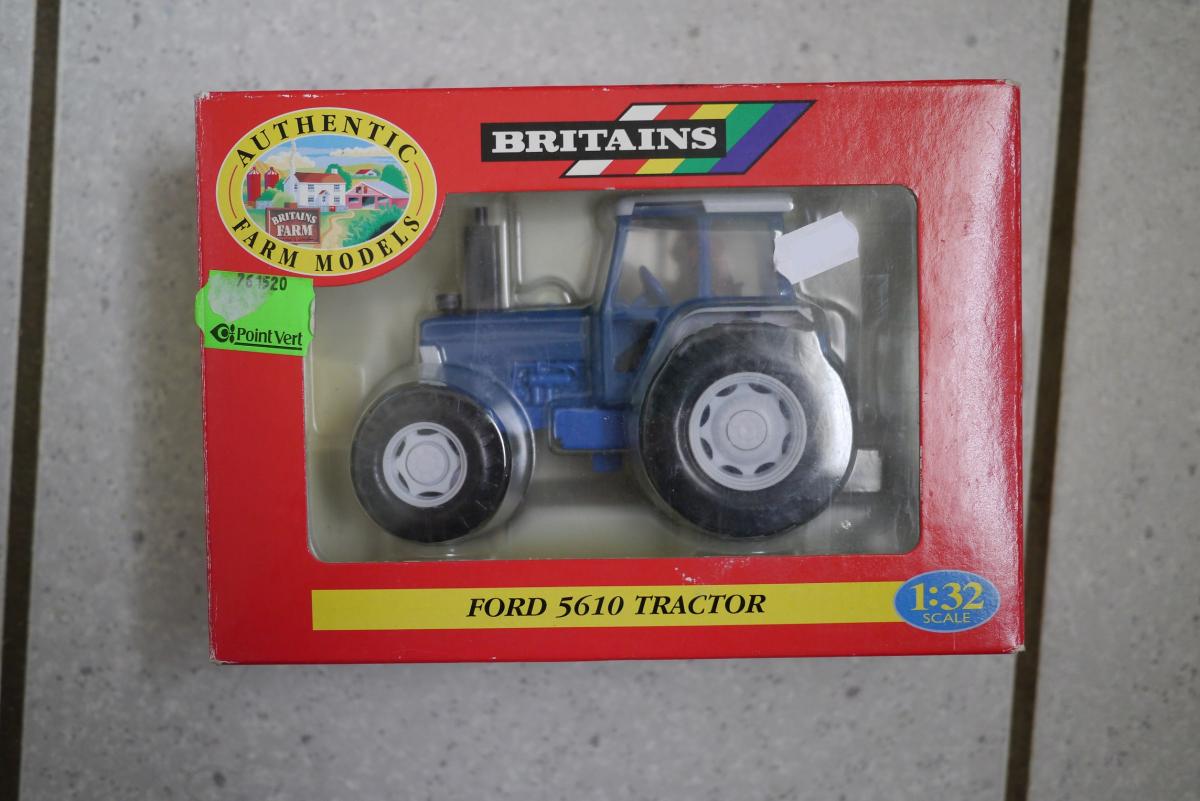 AUTHENTIC
FARM MODELS
BRITAINS
FARM
BRITAINS
761520
Point Vert
FORD 5610 TRACTOR
1:32
SCALE